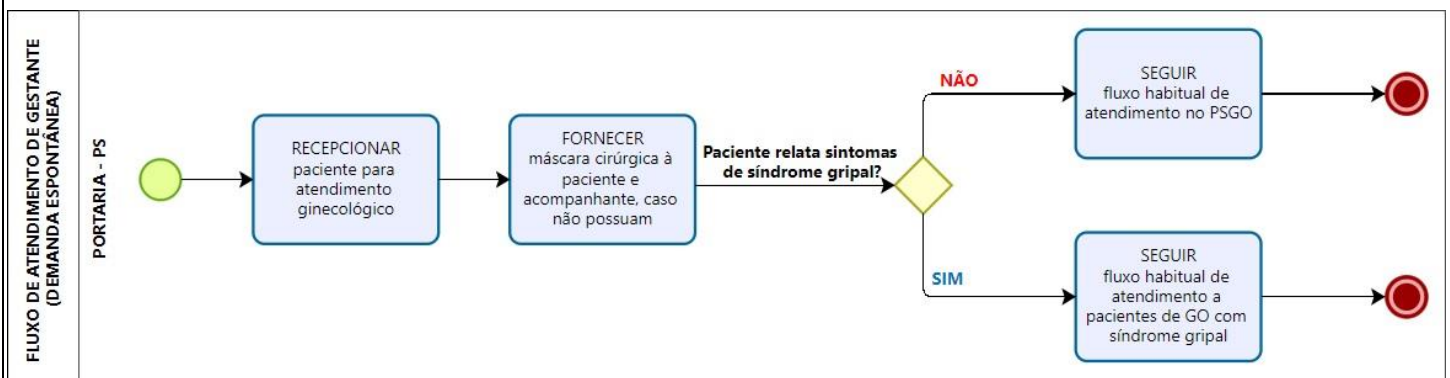 FLUXO DE ATENDIMENTO DE GESTANTE
(DEMANDA ESPONTÂNEA)
PORTARIA - PS
RECEPCIONAR
paciente para
atendimento
ginecológico
FORNECER
máscara cirúrgica à
paciente e
acompanhante, caso
não possuam
Paciente relata sintomas
de síndrome gripal?
NÃO
SEGUIR
fluxo habitual de
atendimento no PSGO
SIM
SEGUIR
fluxo habitual de
atendimento a
pacientes de GO com
síndrome gripal